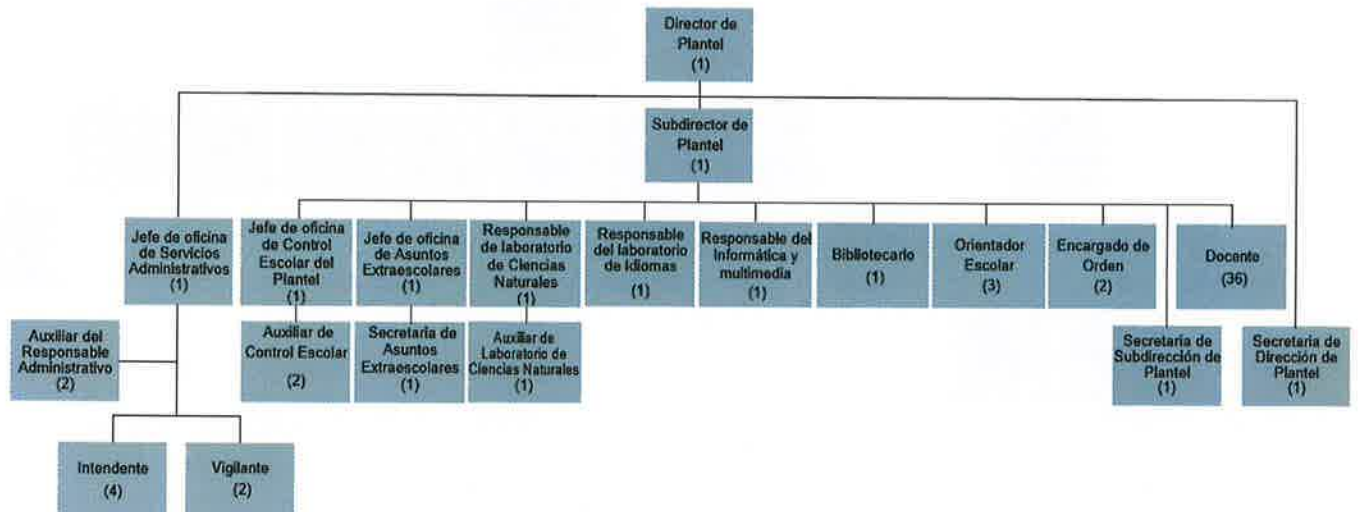 Director de
Plantel
(1)
Subdirector de
Plantel
(1)
Jefe de oficina
de Servicios
Administrativos
(1)
Jefe de oficina
de Control
Escolar del
Plantel
(1)
Jefe de oficina
de Asuntos
Extraescolares
(1)
Responsable
de laboratorio
de Ciencias
Naturales
(1)
Responsable
del laboratorio
de Idiomas
(1)
Responsable del
Informática y
multimedia
(1)
Bibliotecario
(1)
Orientador
Escolar
(3)
Encargado de
Orden
(2)
Docente
(36)
Auxiliar del
Responsable
Administrativo
(2)
Auxiliar de
Control Escolar
(2)
Secretaria de
Asuntos
Extraescolares
(1)
Auxiliar de
Laboratorio de
Ciencias Naturales
(1)
Secretaria de
Subdirección de
Plantel
(1)
Secretaria de
Dirección de
Plantel
(1)
Intendente
(4)
Vigilante
(2)